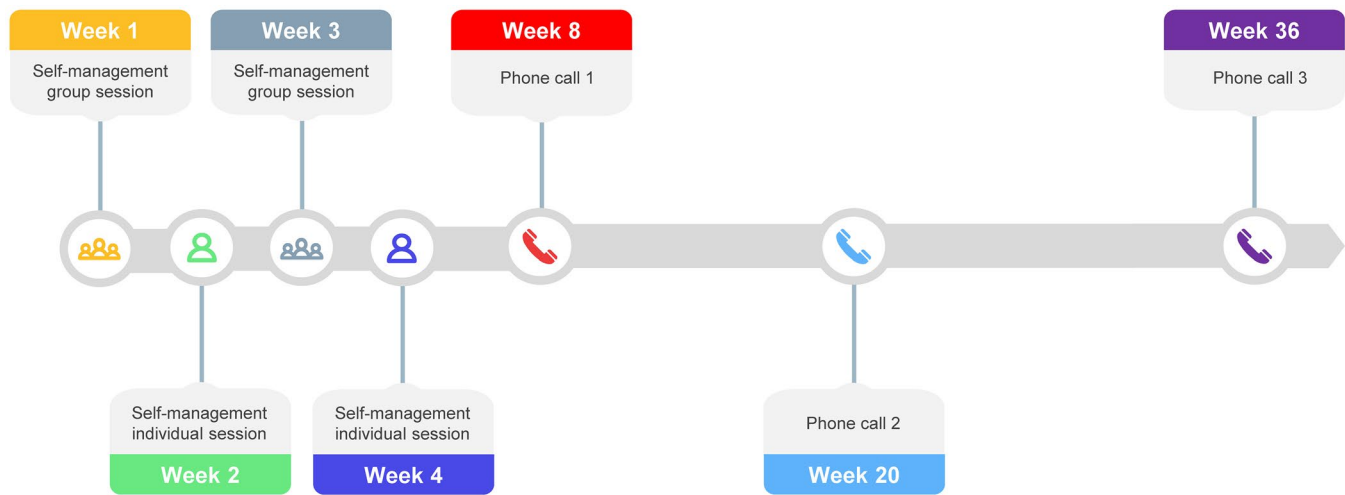 Week 1
Self-management
group session
Week 3
Self-management
group session
Week 8
Phone call 1
Week 36
Phone call 3
Self-management
individual session
Week 2
Self-management
individual session
Week 4
Phone call 2
Week 20